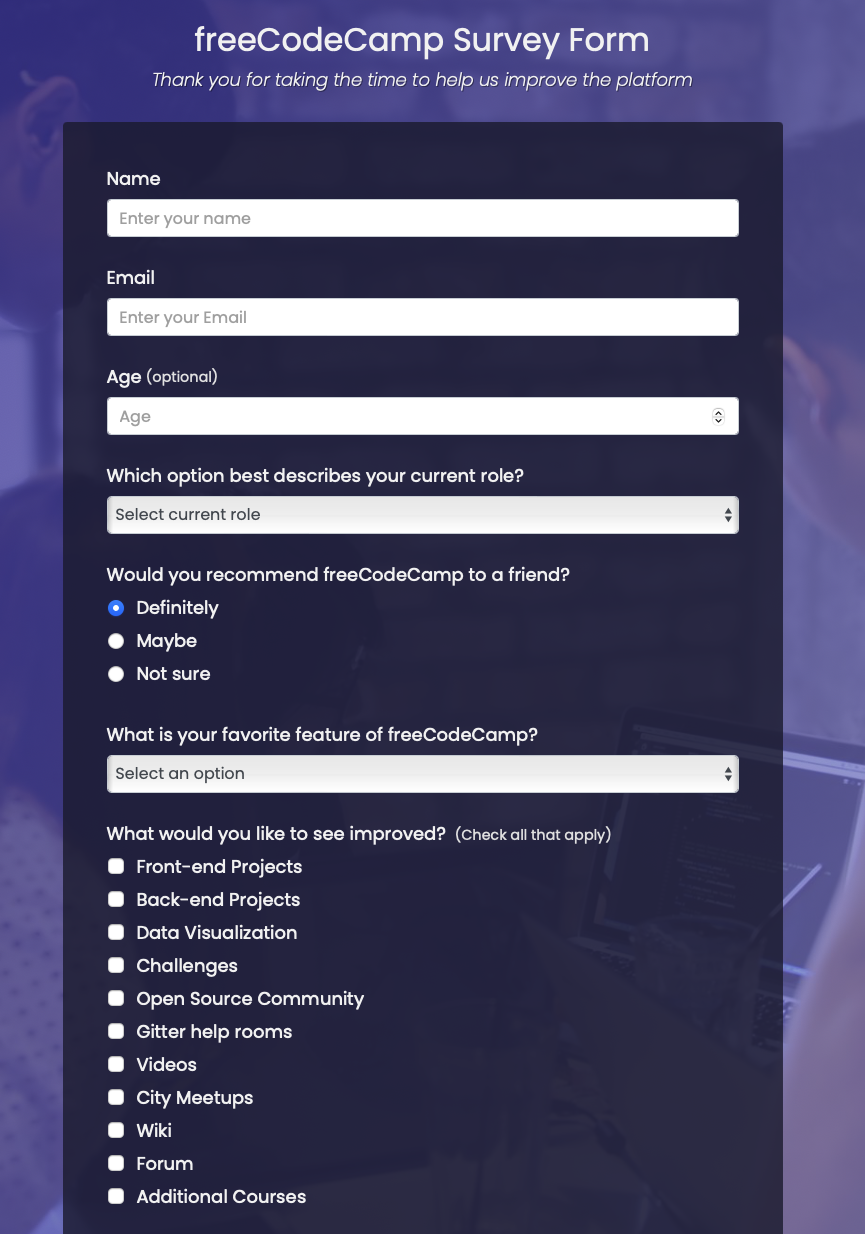 freeCodeCamp Survey Form
Thank you for taking the time to help us improve the platform
Name
Enter your name
Email
Enter your Email
Age (optional)
Age
Which option best describes your current role?
Select current role
Would you recommend freeCodeCamp to a friend?
Definitely
Maybe
Not sure
What is your favorite feature of freeCodeCamp?
Select an option
What would you like to see improved? (Check all that apply)
Front-end Projects
Back-end Projects
Data Visualization
Challenges
Open Source Community
Gitter help rooms
Videos
City Meetups
Wiki
Forum
Additional Courses